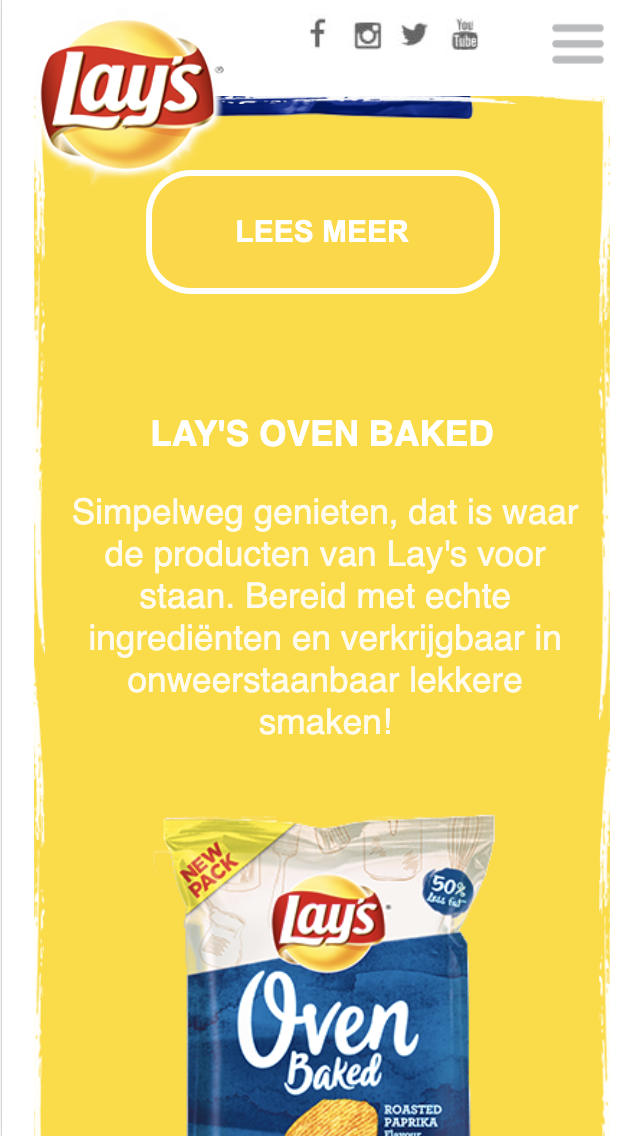 Lay's
You
Tube
LEES MEER
LAY'S OVEN BAKED
Simpelweg genieten, dat is waar
de producten van Lay's voor
staan. Bereid met echte
ingrediënten en verkrijgbaar in
onweerstaanbaar lekkere
smaken!
NEW
PACK
50%
less fat
Lay's
Oven
Baked
ROASTED
PAPRIKA
Flavour